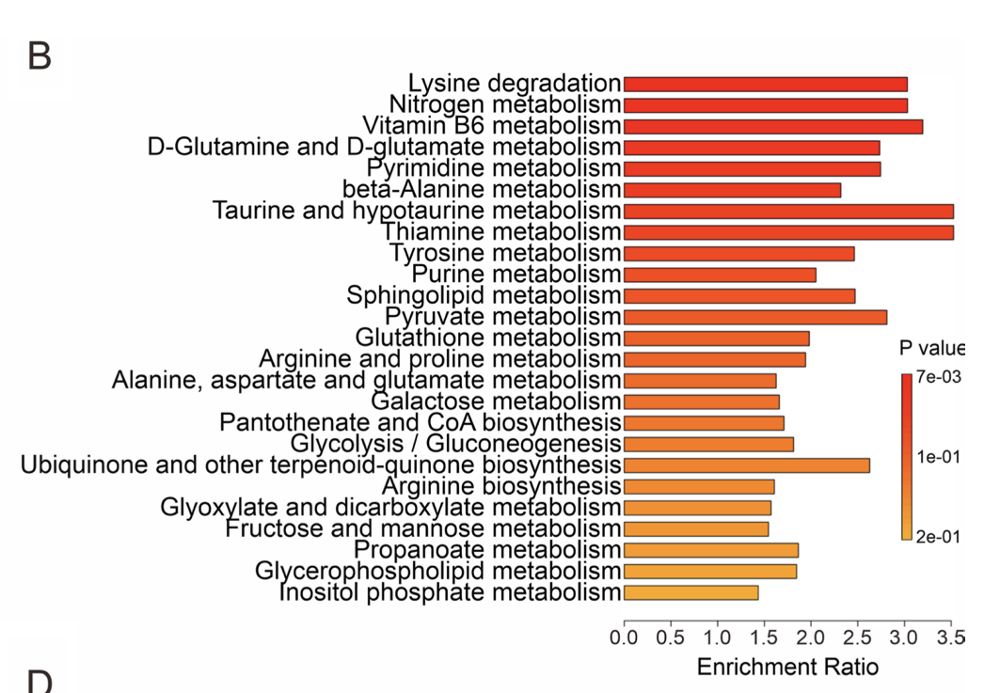 B
Lysine degradation
Nitrogen metabolism
Vitamin B6 metabolism
D-Glutamine and D-glutamate metabolism
Pyrimidine metabolism
beta-Alanine metabolism
Taurine and hypotaurine metabolism
Thiamine metabolism
Tyrosine metabolism
Purine metabolism
Sphingolipid metabolism
Pyruvate metabolism
Glutathione metabolism
Arginine and proline metabolism
Alanine, aspartate and glutamate metabolism
Galactose metabolism
Pantothenate and CoA biosynthesis
Glycolysis / Gluconeogenesis
Ubiquinone and other terpenoid-quinone biosynthesis
Arginine biosynthesis
Glyoxylate and dicarboxylate metabolism
Fructose and mannose metabolism
Propanoate metabolism
Glycerophospholipid metabolism
Inositol phosphate metabolism
P value
7e-03
1e-01
2e-01
0.0 0.5 1.0 1.5 2.0 2.5 3.0 3.5
Enrichment Ratio
D